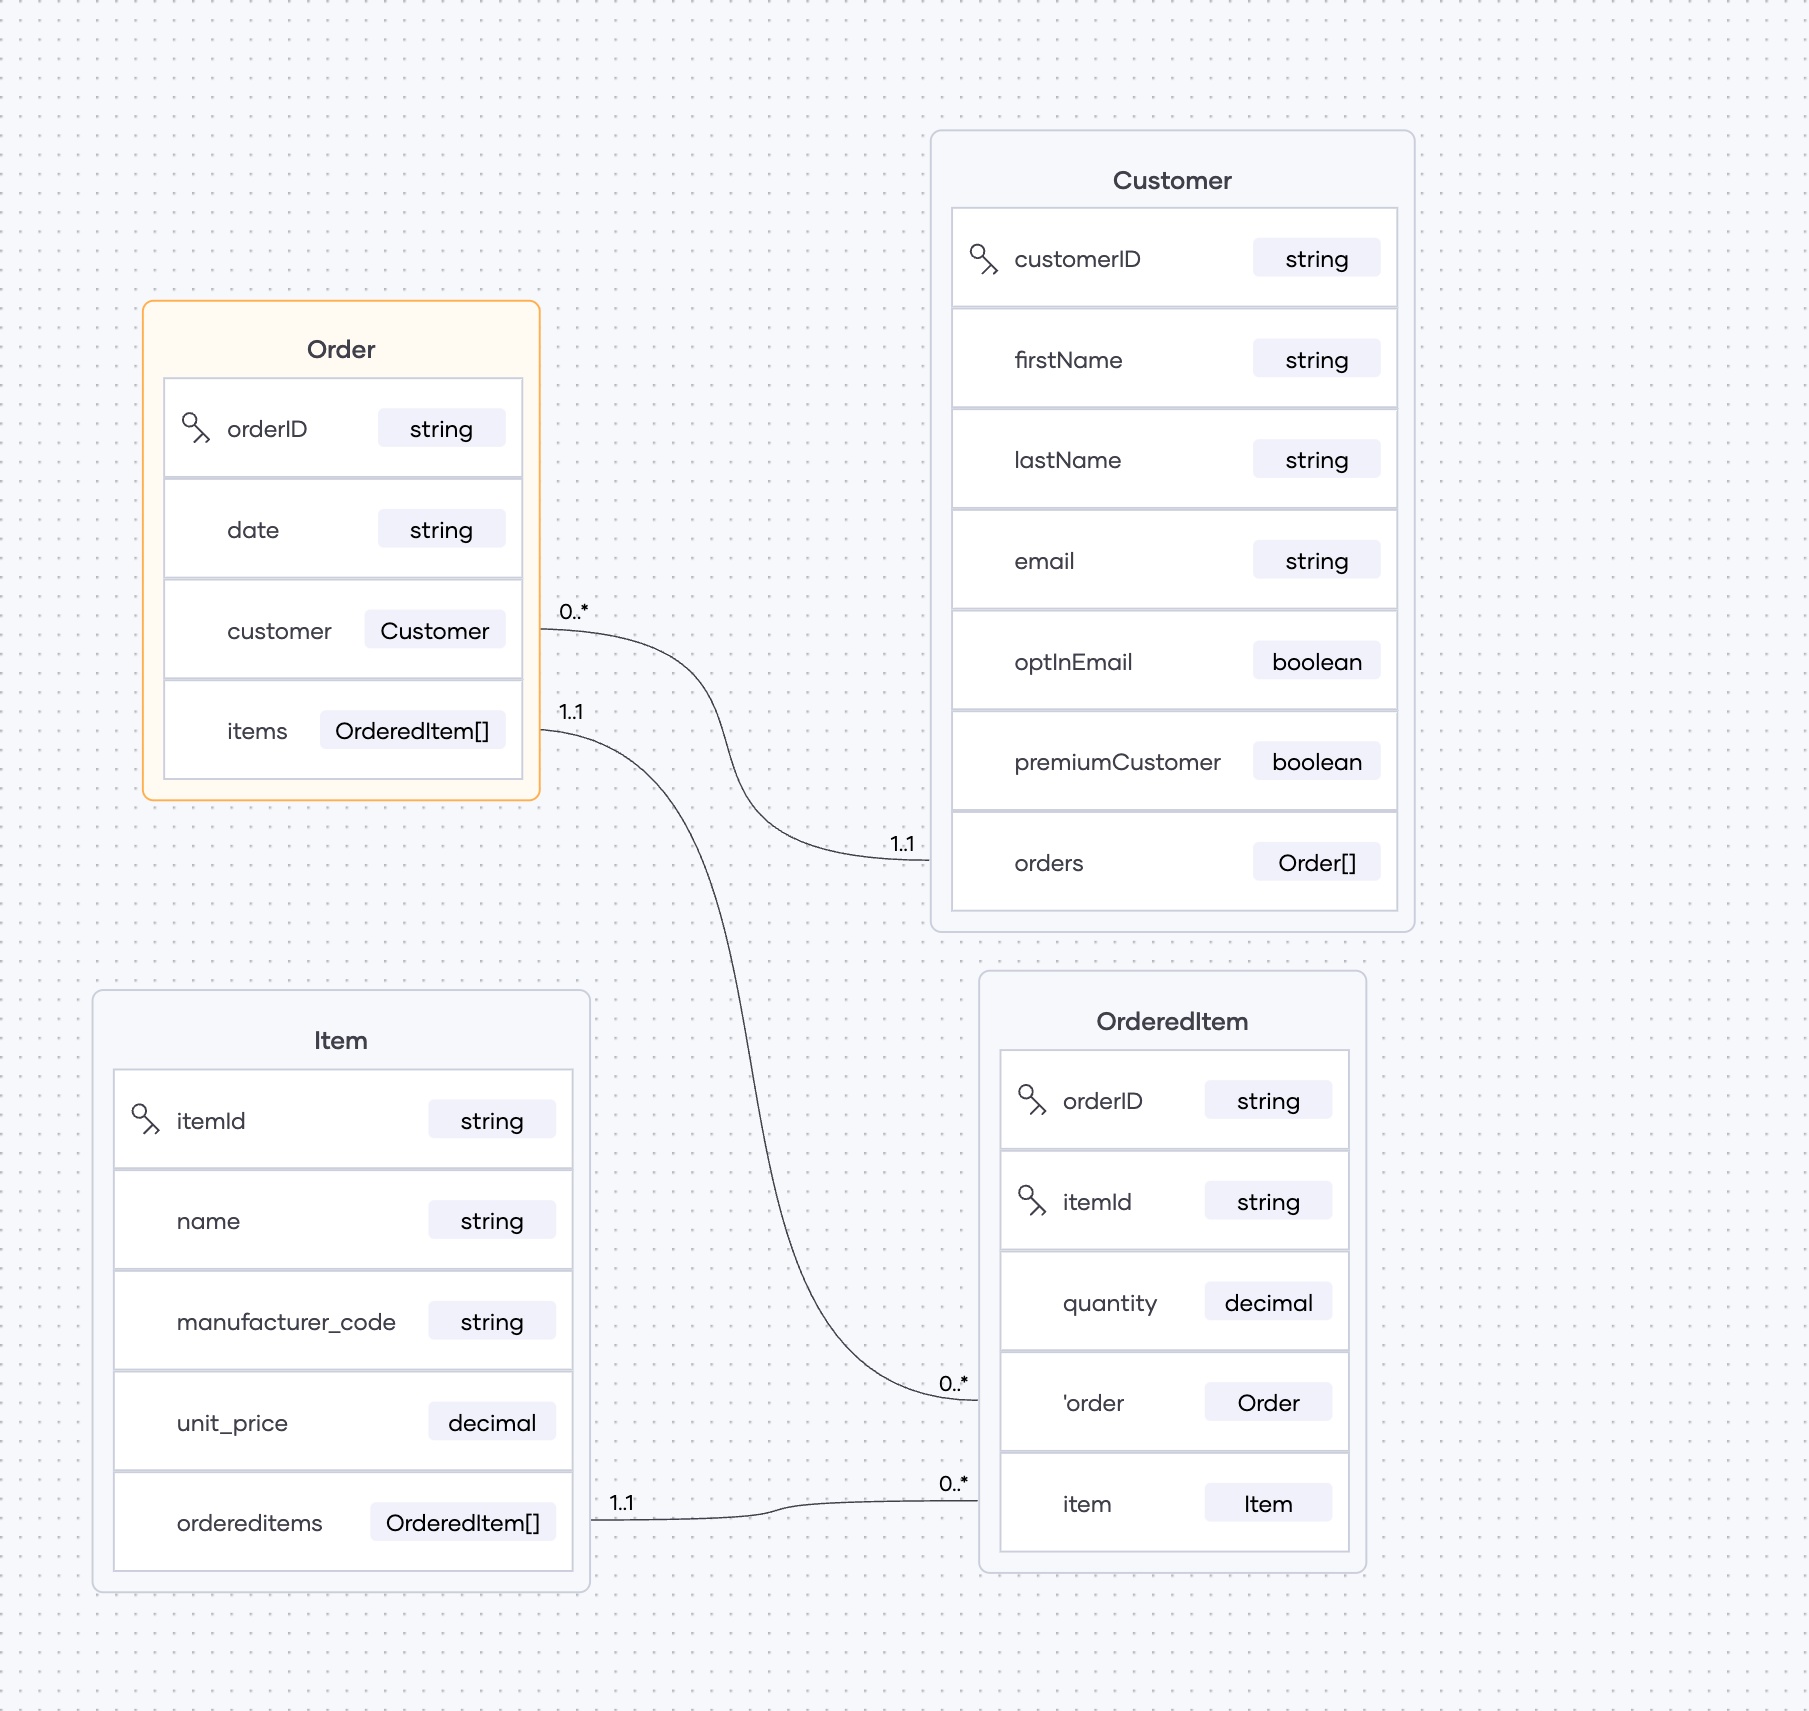 Customer
customerID string
firstName string
lastName string
email string
optInEmail boolean
premiumCustomer boolean
orders Order[]
Order
orderID string
date string
customer Customer
items OrderedItem[]
0..*
1..1
1..1
Item
itemId string
name string
manufacturer_code string
unit_price decimal
ordereditems OrderedItem[]
OrderedItem
orderID string
itemId string
quantity decimal
'order Order
item Item
0..*
0..*
1..1